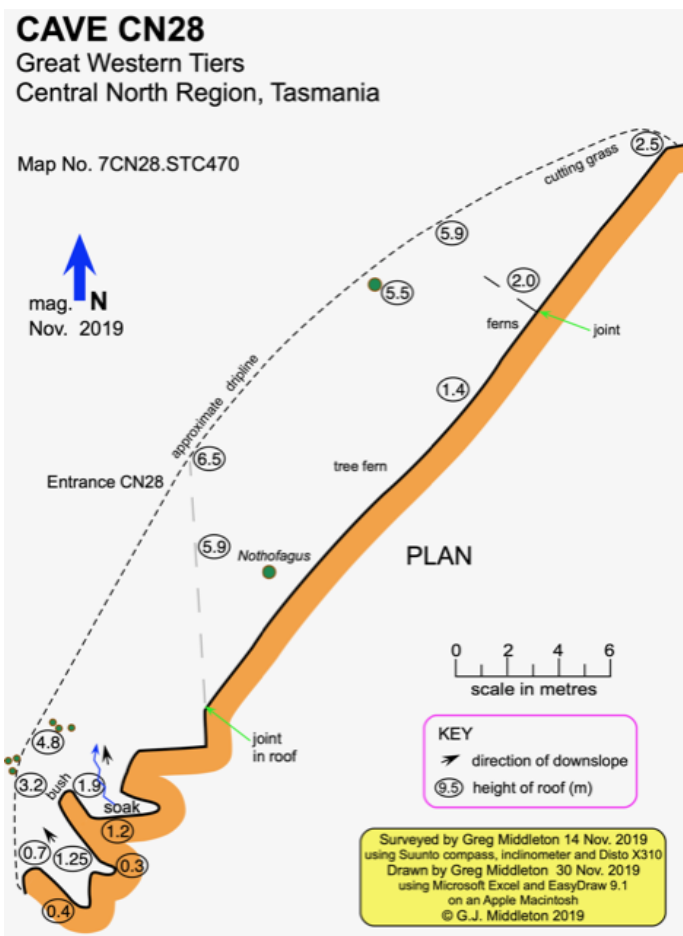 CAVE CN28
Great Western Tiers
Central North Region, Tasmania
Map No. 7CN28.STC470
2.5
cutting grass
5.9
mag. N
Nov. 2019
5.5
2.0
ferns
joint
approximate dripline
1.4
6.5
tree fern
Entrance CN28
5.9
Nothofagus
PLAN
0 2 4 6
scale in metres
4.8
joint
in roof
KEY
direction of downslope
9.5 height of roof (m)
3.2
bush
1.9
soak
1.2
0.7
1.25
0.3
0.4
Surveyed by Greg Middleton 14 Nov. 2019
using Suunto compass, inclinometer and Disto X310
Drawn by Greg Middleton 30 Nov. 2019
using Microsoft Excel and EasyDraw 9.1
on an Apple Macintosh
© G.J. Middleton 2019